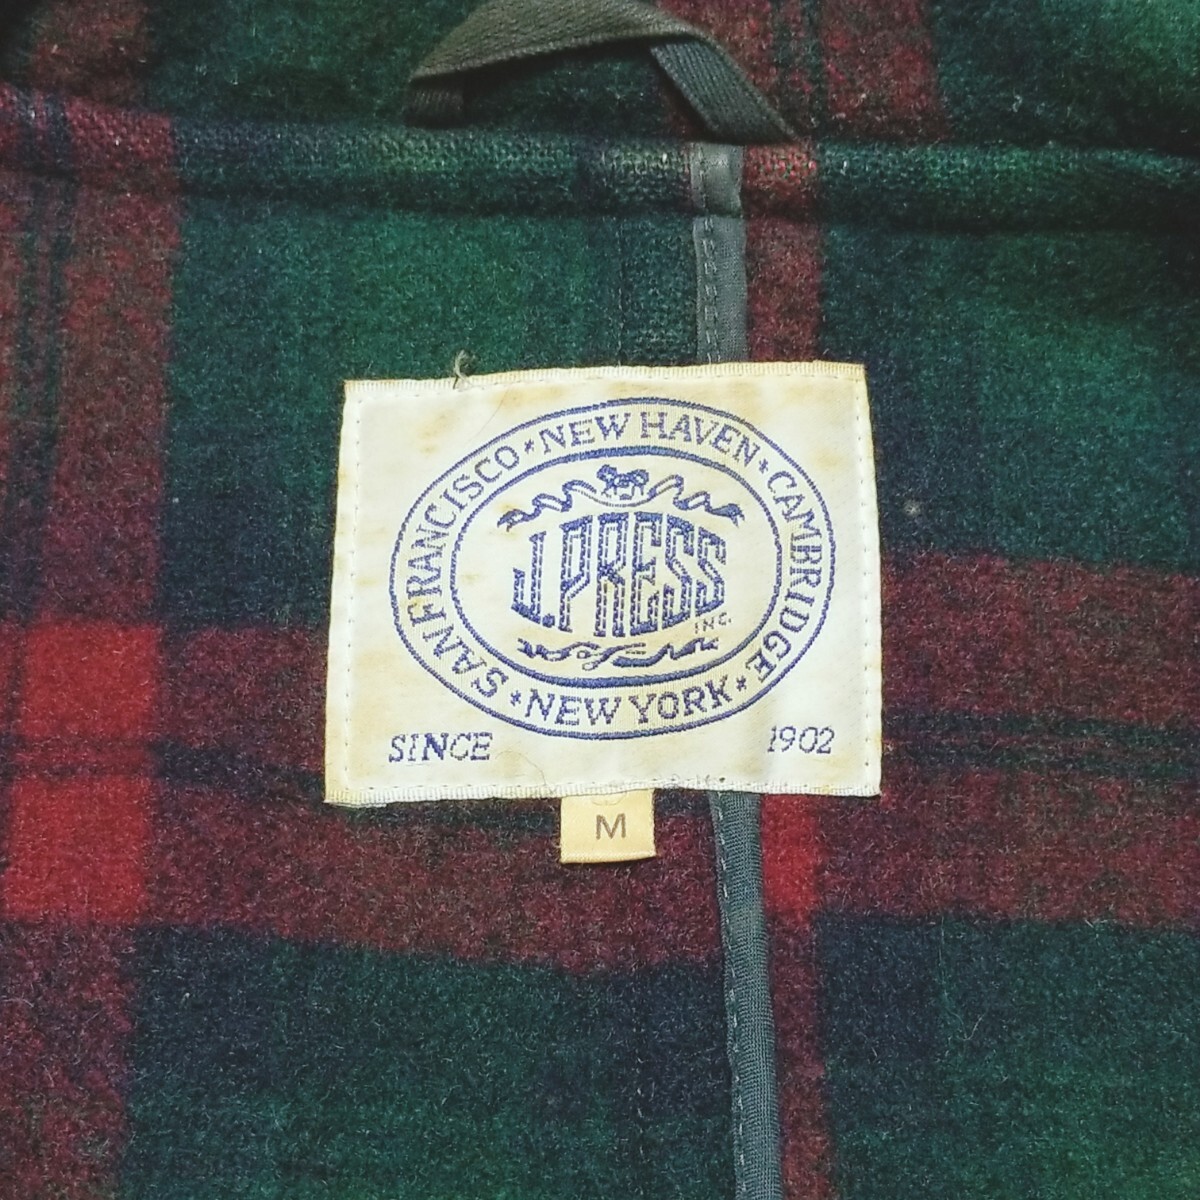 SAN FRANCISCO * NEW HAVEN * CAMBRIDGE * NEW YORK *
J. PRESS
INC.
SINCE 1902
M